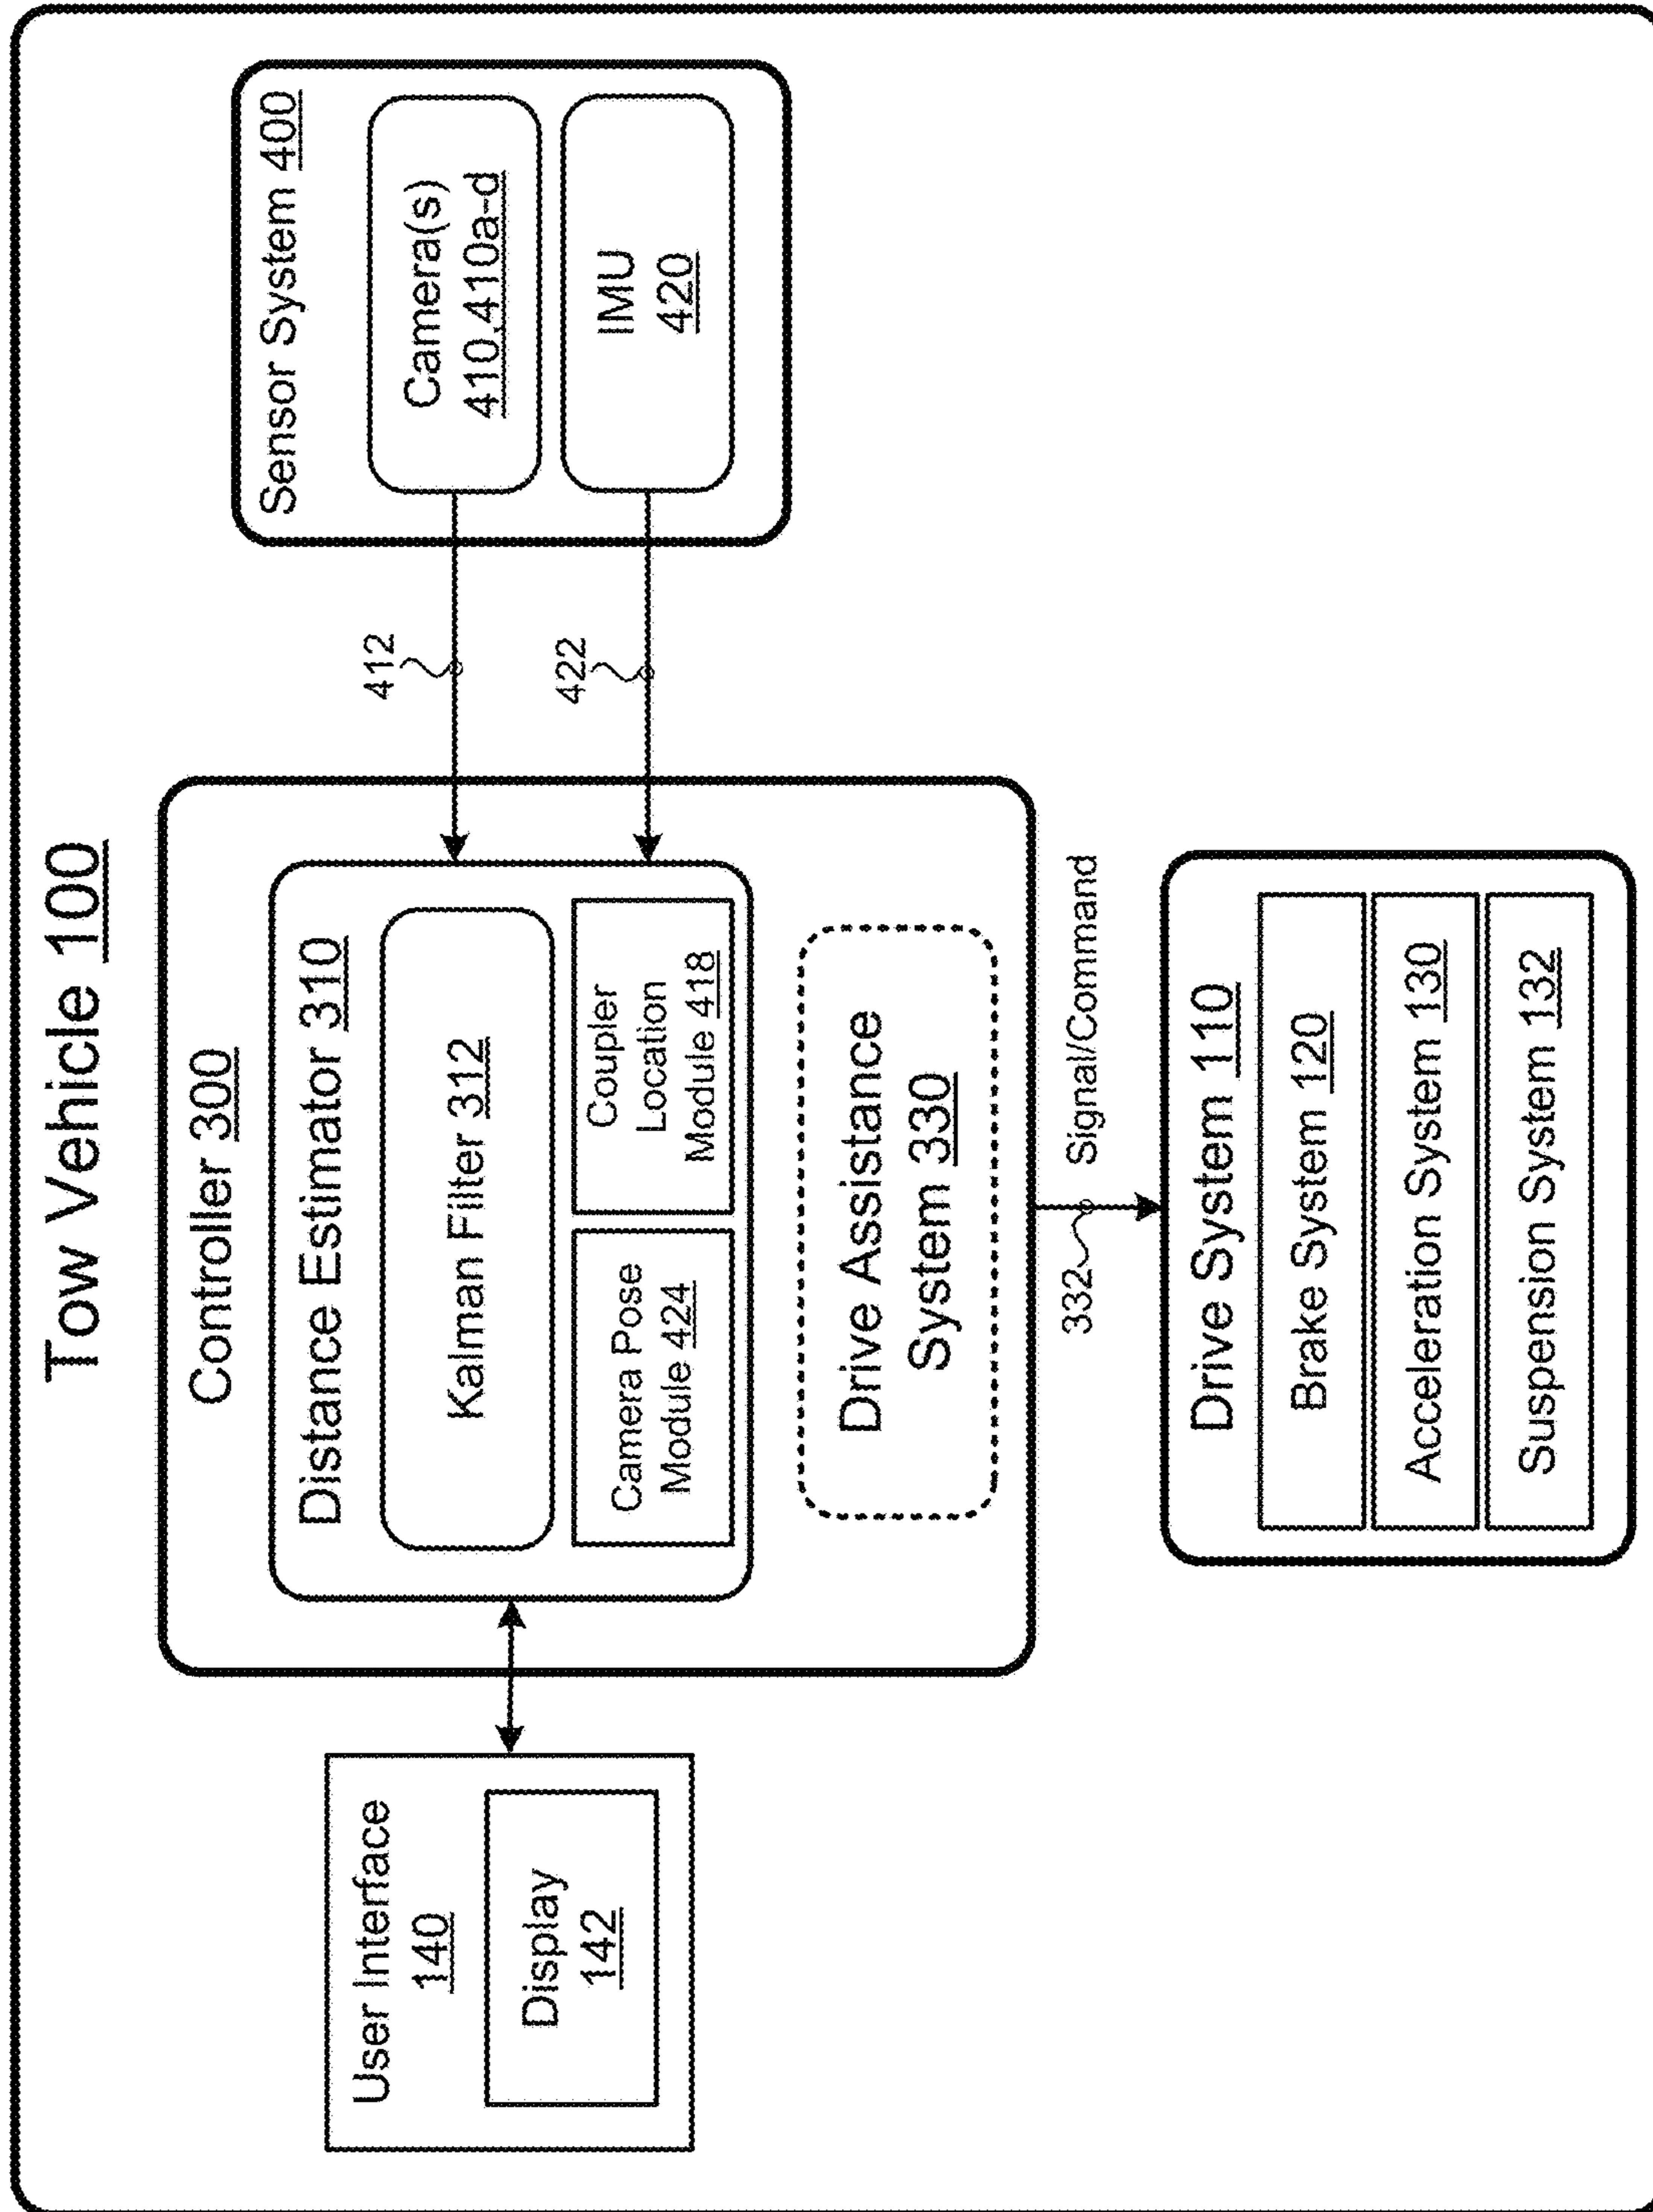 Tow Vehicle 100
User Interface
140
Display
142
Controller 300
Distance Estimator 310
Kalman Filter 312
Camera Pose
Module 424
Coupler
Location
Module 418
Drive Assistance
System 330
412
422
Sensor System 400
Camera(s)
410,410a-d
IMU
420
332
Signal/Command
Drive System 110
Brake System 120
Acceleration System 130
Suspension System 132